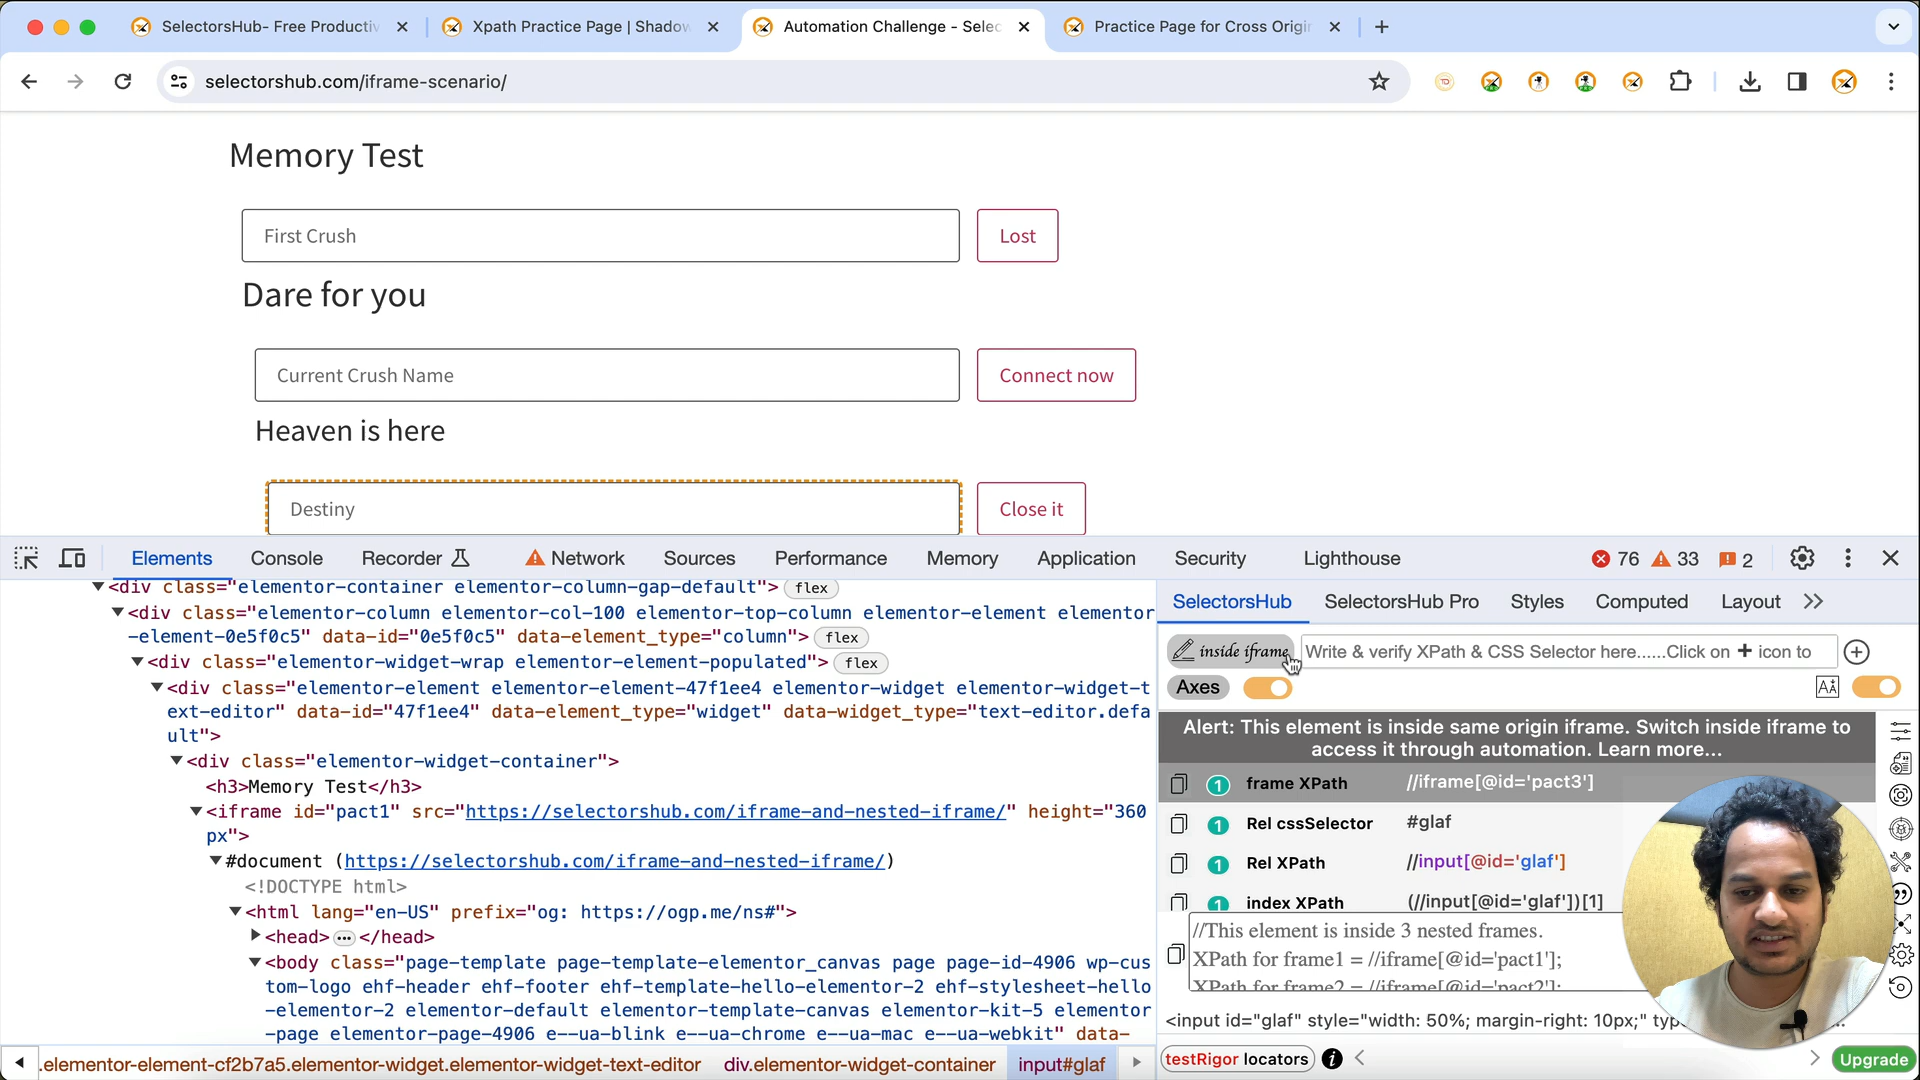 SelectorsHub- Free Productiv
Xpath Practice Page | Shadow
Automation Challenge - Selec
Practice Page for Cross Origin
selectorshub.com/iframe-scenario/
Memory Test
First Crush
Lost
Dare for you
Current Crush Name
Connect now
Heaven is here
Destiny
Close it
Elements
Console
Recorder
Network
Sources
Performance
Memory
Application
Security
Lighthouse
76
33
2
<div class="elementor-container elementor-column-gap-default"> flex
<div class="elementor-column elementor-col-100 elementor-top-column elementor-element elementor
-element-0e5f0c5" data-id="0e5f0c5" data-element_type="column"> flex
<div class="elementor-widget-wrap elementor-element-populated"> flex
<div class="elementor-element elementor-element-47f1ee4 elementor-widget elementor-widget-t
ext-editor" data-id="47f1ee4" data-element_type="widget" data-widget_type="text-editor.defa
ult">
<div class="elementor-widget-container">
<h3>Memory Test</h3>
<iframe id="pact1" src="https://selectorshub.com/iframe-and-nested-iframe/" height="360
px">
#document (https://selectorshub.com/iframe-and-nested-iframe/)
<!DOCTYPE html>
<html lang="en-US" prefix="og: https://ogp.me/ns#">
<head> ••• </head>
<body class="page-template page-template-elementor_canvas page page-id-4906 wp-cus
tom-logo ehf-header ehf-footer ehf-template-hello-elementor-2 ehf-stylesheet-hello
-elementor-2 elementor-default elementor-template-canvas elementor-kit-5 elementor
-page elementor-page-4906 e--ua-blink e--ua-chrome e--ua-mac e--ua-webkit" data-
.elementor-element-cf2b7a5.elementor-widget.elementor-widget-text-editor
div.elementor-widget-container
input#glaf
SelectorsHub
SelectorsHub Pro
Styles
Computed
Layout
inside iframe
Write & verify XPath & CSS Selector here......Click on + icon to
Axes
Alert: This element is inside same origin iframe. Switch inside iframe to
access it through automation. Learn more...
1 frame XPath //iframe[@id='pact3']
1 Rel cssSelector #glaf
1 Rel XPath //input[@id='glaf']
1 index XPath (//input[@id='glaf'])[1]
//This element is inside 3 nested frames.
XPath for frame1 = //iframe[@id='pact1'];
XPath for frame2 = //iframe[@id='pact2'];
<input id="glaf" style="width: 50%; margin-right: 10px;" typ
testRigor locators
Upgrade